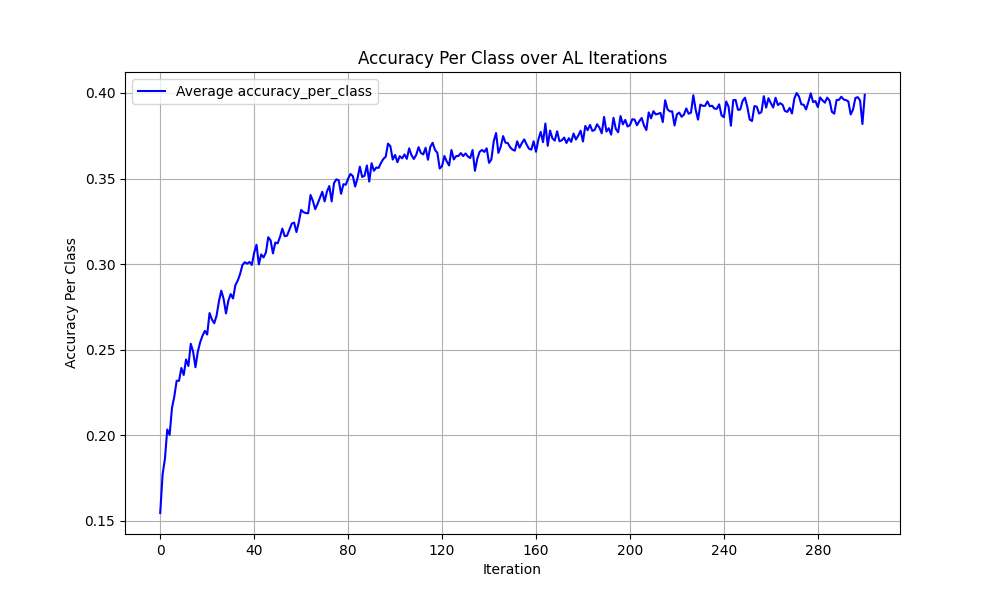 Accuracy Per Class over AL Iterations
Average accuracy_per_class
Accuracy Per Class
0.40
0.35
0.30
0.25
0.20
0.15
0 40 80 120 160 200 240 280
Iteration